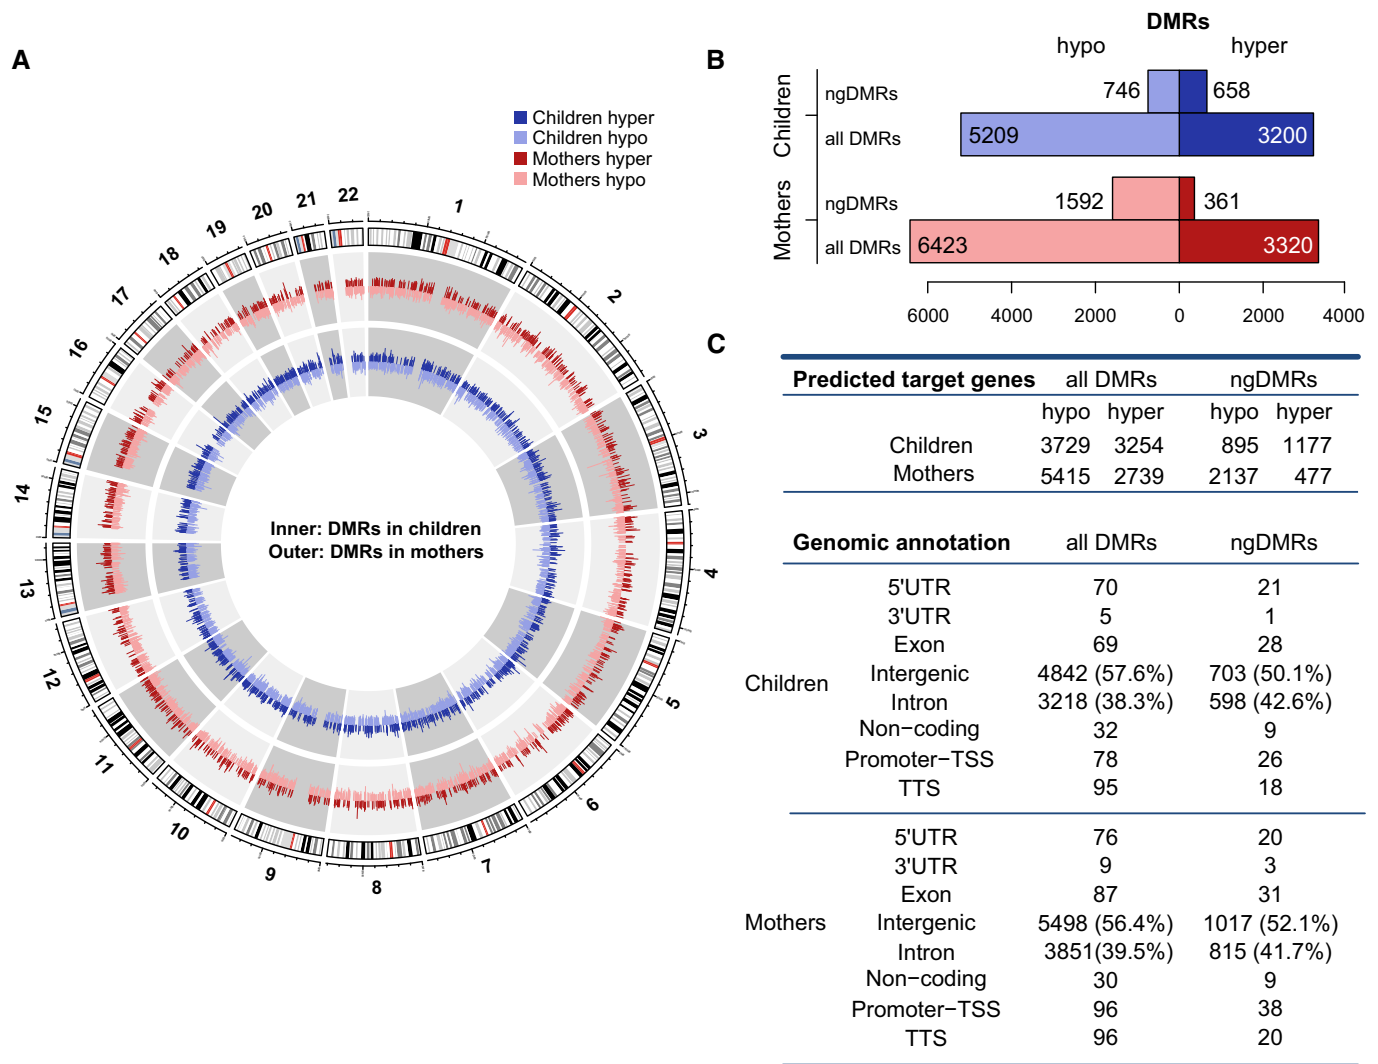 A
Children hyper
Children hypo
Mothers hyper
Mothers hypo
1
2
3
4
5
6
7
8
9
10
11
12
13
14
15
16
17
18
19
20
21
22
Inner: DMRs in children
Outer: DMRs in mothers
B
DMRs
hypo hyper
Children
ngDMRs 746 658
all DMRs 5209 3200
Mothers
ngDMRs 1592 361
all DMRs 6423 3320
6000 4000 2000 0 2000 4000
C
Predicted target genes all DMRs ngDMRs
hypo hyper hypo hyper
Children 3729 3254 895 1177
Mothers 5415 2739 2137 477
Genomic annotation all DMRs ngDMRs
Children
5'UTR 70 21
3'UTR 5 1
Exon 69 28
Intergenic 4842 (57.6%) 703 (50.1%)
Intron 3218 (38.3%) 598 (42.6%)
Non−coding 32 9
Promoter−TSS 78 26
TTS 95 18
Mothers
5'UTR 76 20
3'UTR 9 3
Exon 87 31
Intergenic 5498 (56.4%) 1017 (52.1%)
Intron 3851(39.5%) 815 (41.7%)
Non−coding 30 9
Promoter−TSS 96 38
TTS 96 20